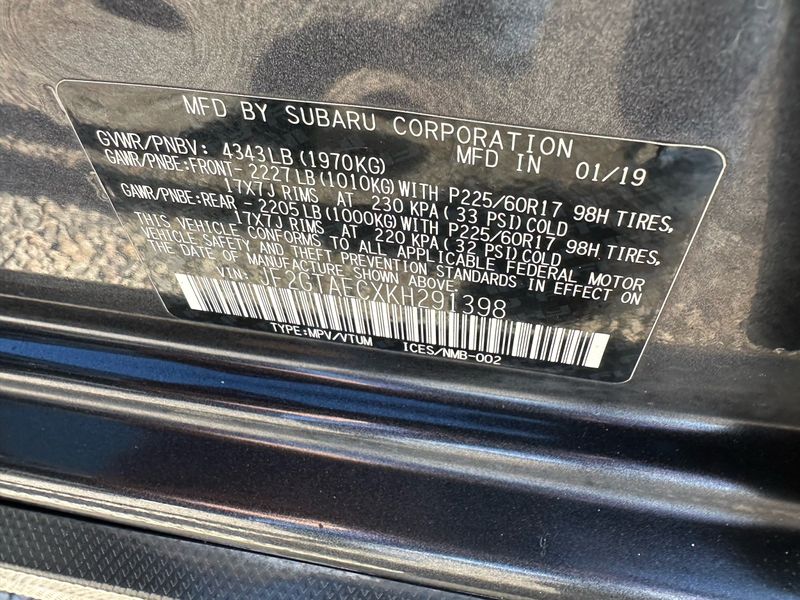 MFD BY SUBARU CORPORATION
GVWR/PNBV: 4343LB(1970KG) MFD IN 01/19
GAWR/PNBE:FRONT- 2227LB(1010KG)WITH P225/60R17 98H TIRES,
17X7J RIMS AT 230 KPA(33 PSI)COLD
GAWR/PNBE:REAR - 2205LB(1000KG)WITH P225/60R17 98H TIRES,
17X7J RIMS AT 220 KPA(32 PSI)COLD
THIS VEHICLE CONFORMS TO ALL APPLICABLE FEDERAL MOTOR
VEHICLE SAFETY AND THEFT PREVENTION STANDARDS IN EFFECT ON
THE DATE OF MANUFACTURE SHOWN ABOVE.
VIN: JF2GTAECXKH291398
TYPE:MPV/VTUM ICES/NMB-002